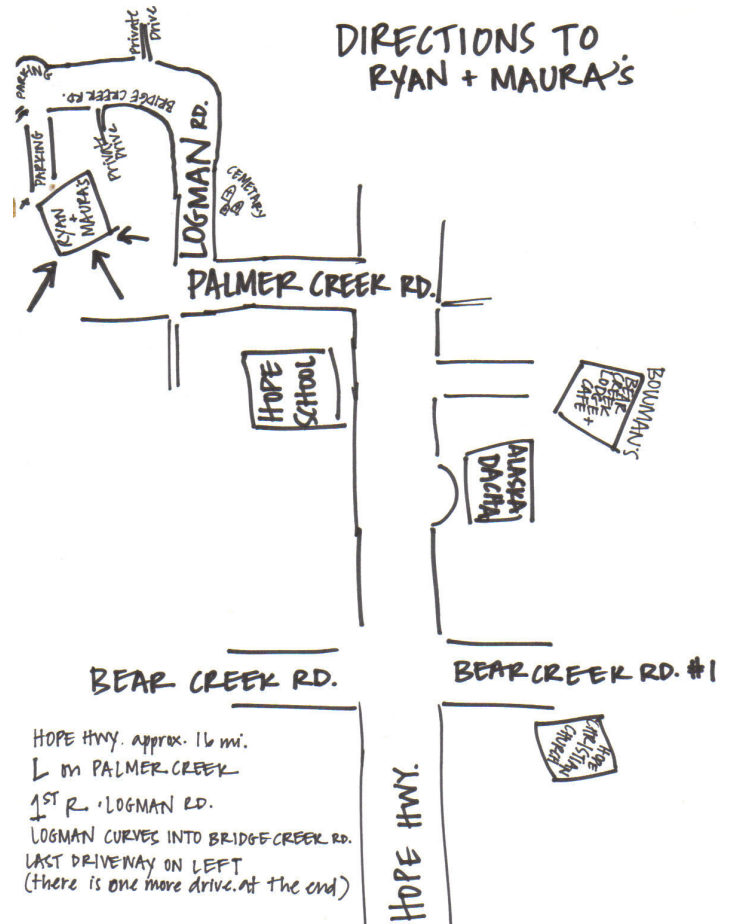 DIRECTIONS TO
RYAN + MAURA'S
Private
Drive
PARKING
BRIDGE CREEK RD.
Private
Drive
PARKING
LOGMAN RD.
CEMETARY
RYAN
+
MAURA'S
PALMER CREEK RD.
HOPE
SCHOOL
BOWMAN'S
BEAR
CREEK
LODGE +
CAFE
ALASKA
DACHA
BEAR CREEK RD.
BEAR CREEK RD. #1
HOPE
CHRISTIAN
CHURCH
HOPE HWY.
HOPE HWY. approx. 16 mi.
L on PALMER CREEK
1ST R. · LOGMAN RD.
LOGMAN CURVES INTO BRIDGE CREEK RD.
LAST DRIVEWAY ON LEFT
(there is one more drive. at the end)